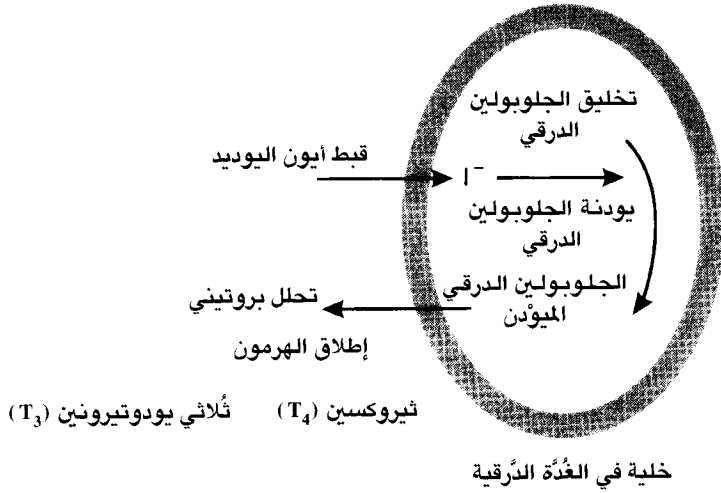 تخليق الجلوبولين
الدرقي
قبط أيون اليوديد
I⁻
يودنة الجلوبولين
الدرقي
الجلوبولين الدرقي
الميوْدن
تحلل بروتيني
إطلاق الهرمون
ثيروكسين (T₄) ثُلاثي يودوتيرونين (T₃)
خلية في الغُدَّة الدَّرقية